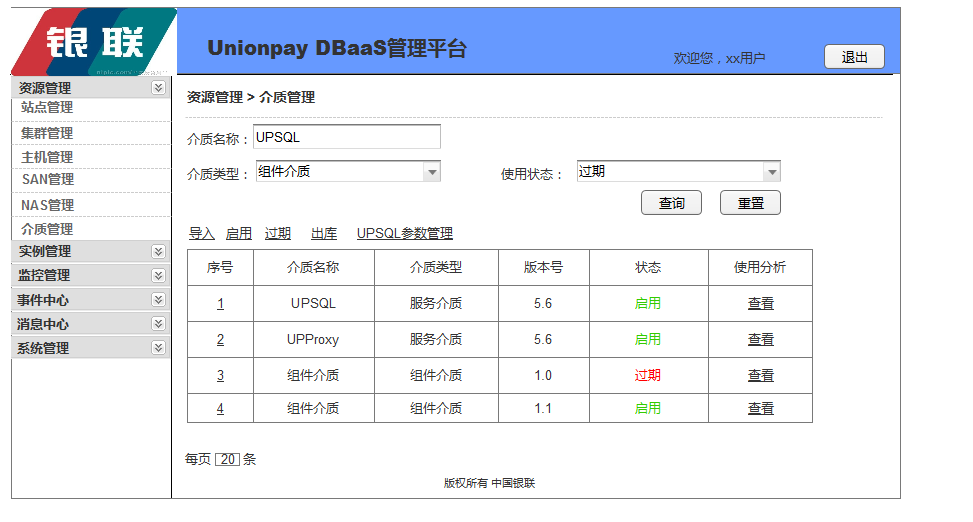 银联
Unionpay DBaaS管理平台
欢迎您，xx用户
退出
资源管理
站点管理
集群管理
主机管理
SAN管理
NAS管理
介质管理
实例管理
监控管理
事件中心
消息中心
系统管理
资源管理 > 介质管理
介质名称： UPSQL
介质类型： 组件介质 使用状态： 过期
查询 重置
导入 启用 过期 出库 UPSQL参数管理
序号 介质名称 介质类型 版本号 状态 使用分析
1 UPSQL 服务介质 5.6 启用 查看
2 UPProxy 服务介质 5.6 启用 查看
3 组件介质 组件介质 1.0 过期 查看
4 组件介质 组件介质 1.1 启用 查看
每页 20 条
版权所有 中国银联